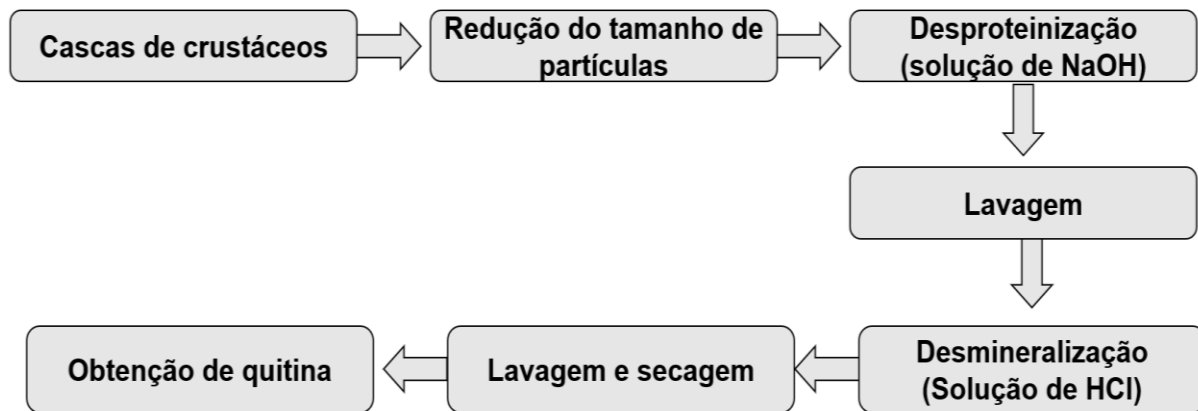 Cascas de crustáceos
Redução do tamanho de
partículas
Desproteinização
(solução de NaOH)
Lavagem
Desmineralização
(Solução de HCl)
Lavagem e secagem
Obtenção de quitina